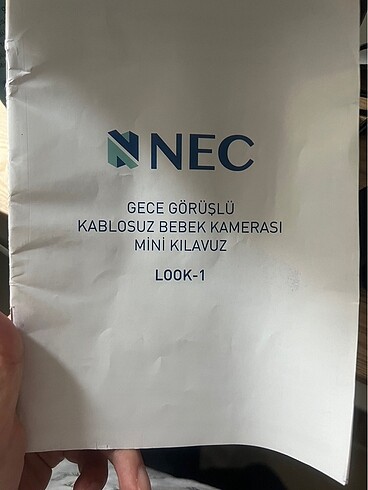 NEC
GECE GÖRÜŞLÜ
KABLOSUZ BEBEK KAMERASI
MİNİ KILAVUZ
LOOK-1